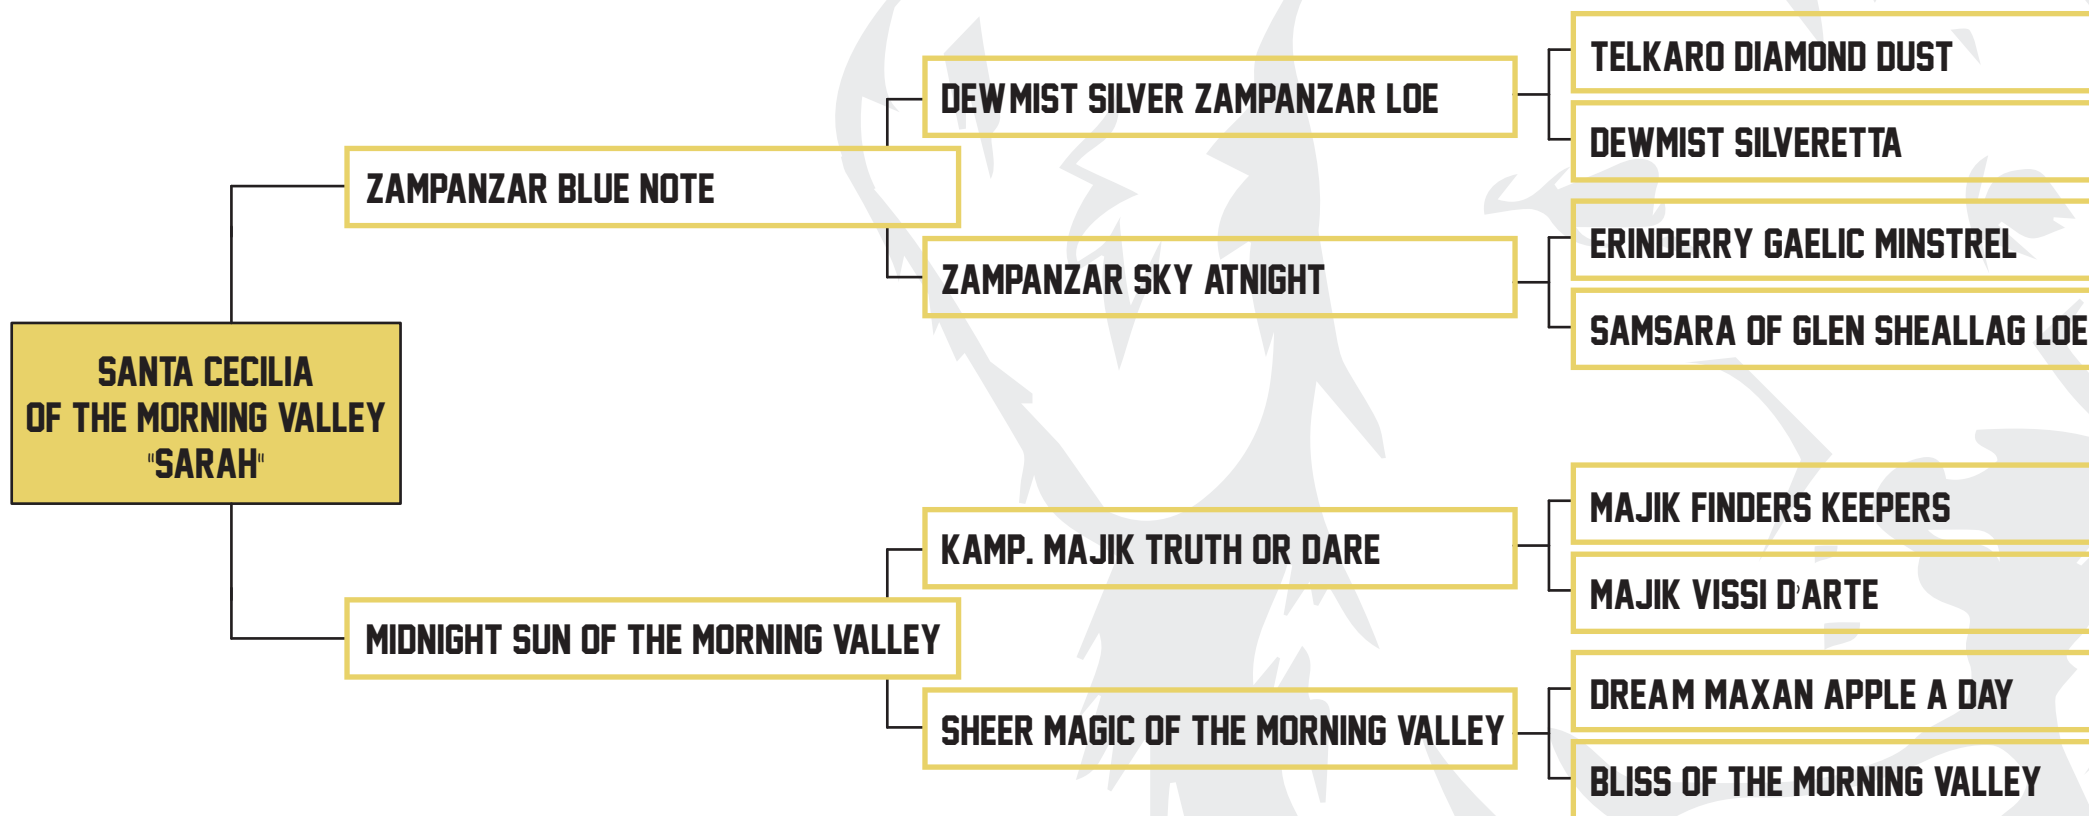 TELKARO DIAMOND DUST
DEWMIST SILVER ZAMPANZAR LOE
DEWMIST SILVERETTA
ZAMPANZAR BLUE NOTE
ERINDERRY GAELIC MINSTREL
ZAMPANZAR SKY ATNIGHT
SAMSARA OF GLEN SHEALLAG LOE
SANTA CECILIA
OF THE MORNING VALLEY
"SARAH"
MAJIK FINDERS KEEPERS
KAMP. MAJIK TRUTH OR DARE
MAJIK VISSI D'ARTE
MIDNIGHT SUN OF THE MORNING VALLEY
DREAM MAXAN APPLE A DAY
SHEER MAGIC OF THE MORNING VALLEY
BLISS OF THE MORNING VALLEY